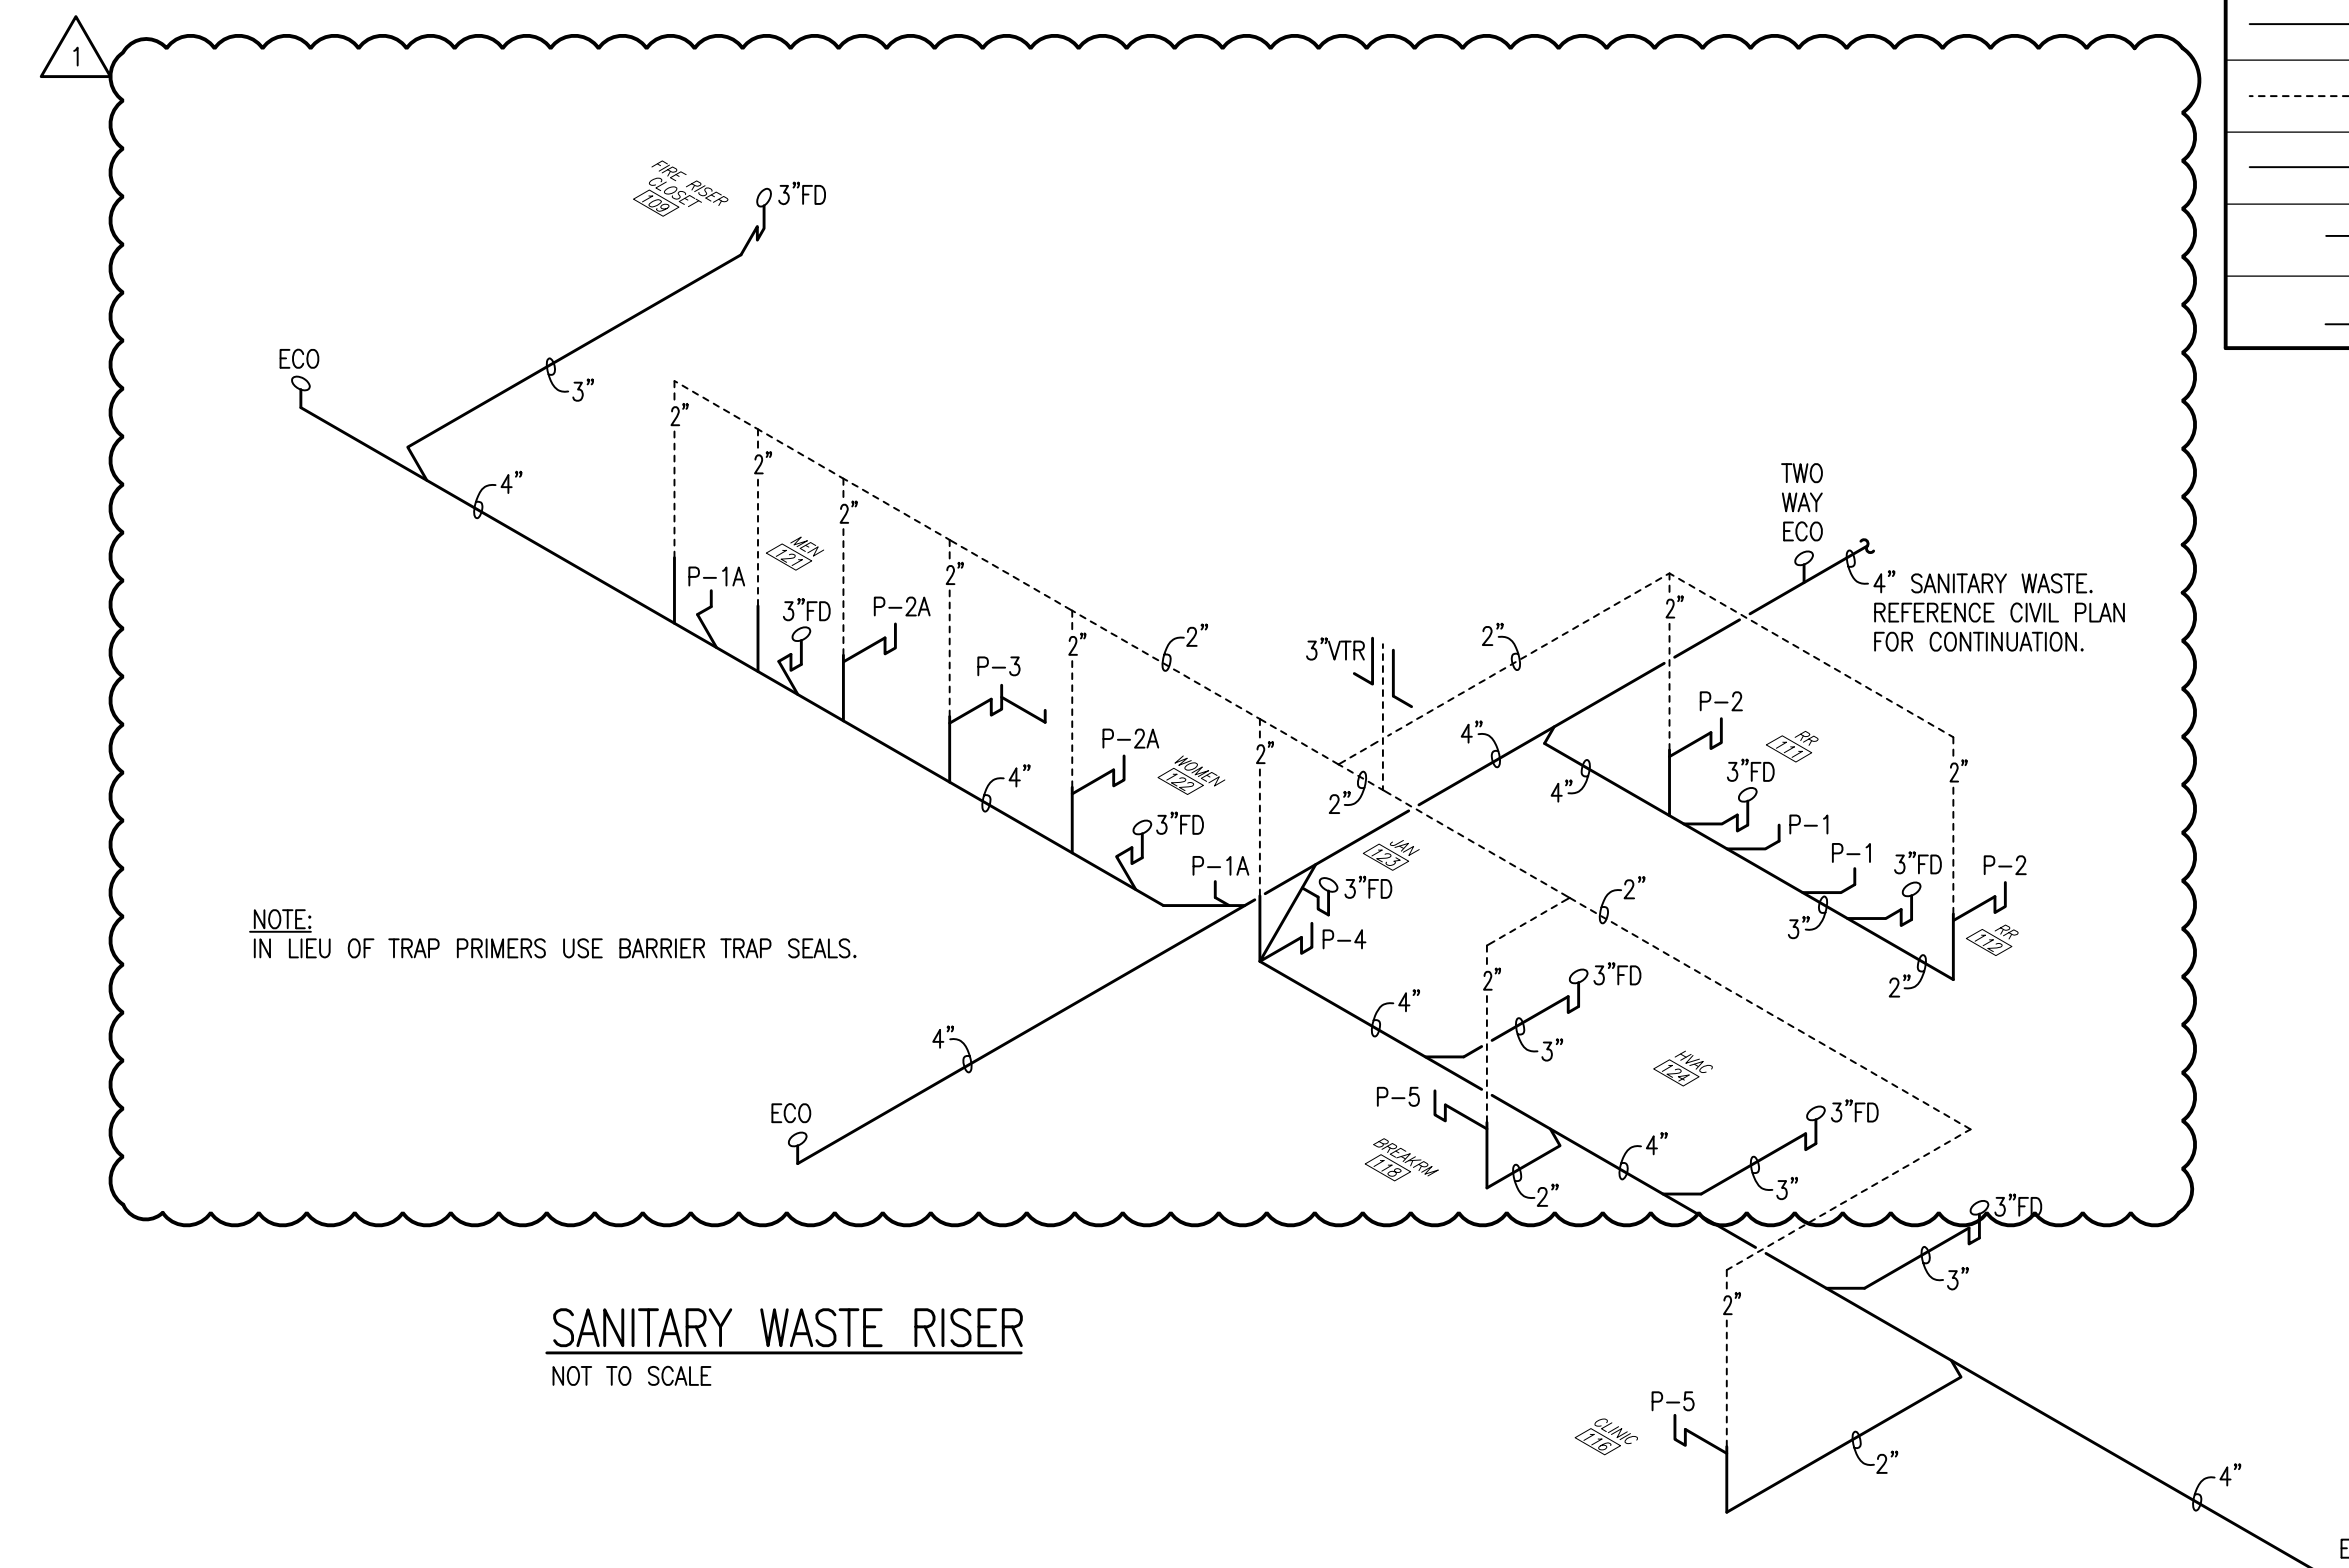 1
FIRE RISER
CLOSET
109
3"FD
ECO
3"
2"
4"
2"
2"
MEN
121
P-1A
3"FD
P-2A
2"
P-3
2"
2"
4"
P-2A
WOMEN
122
3"FD
P-1A
2"
3"VTR
2"
2"
TWO
WAY
ECO
4" SANITARY WASTE.
REFERENCE CIVIL PLAN
FOR CONTINUATION.
2"
P-2
RR
111
4"
4"
3"FD
P-1
2"
P-1
3"FD
P-2
3"
RR
112
2"
JAN
123
3"FD
P-4
2"
NOTE:
IN LIEU OF TRAP PRIMERS USE BARRIER TRAP SEALS.
4"
ECO
4"
2"
3"FD
3"
HVAC
124
P-5
BREAKRM
118
2"
4"
3"FD
3"
3"FD
3"
2"
SANITARY WASTE RISER
NOT TO SCALE
P-5
CLINIC
116
2"
4"